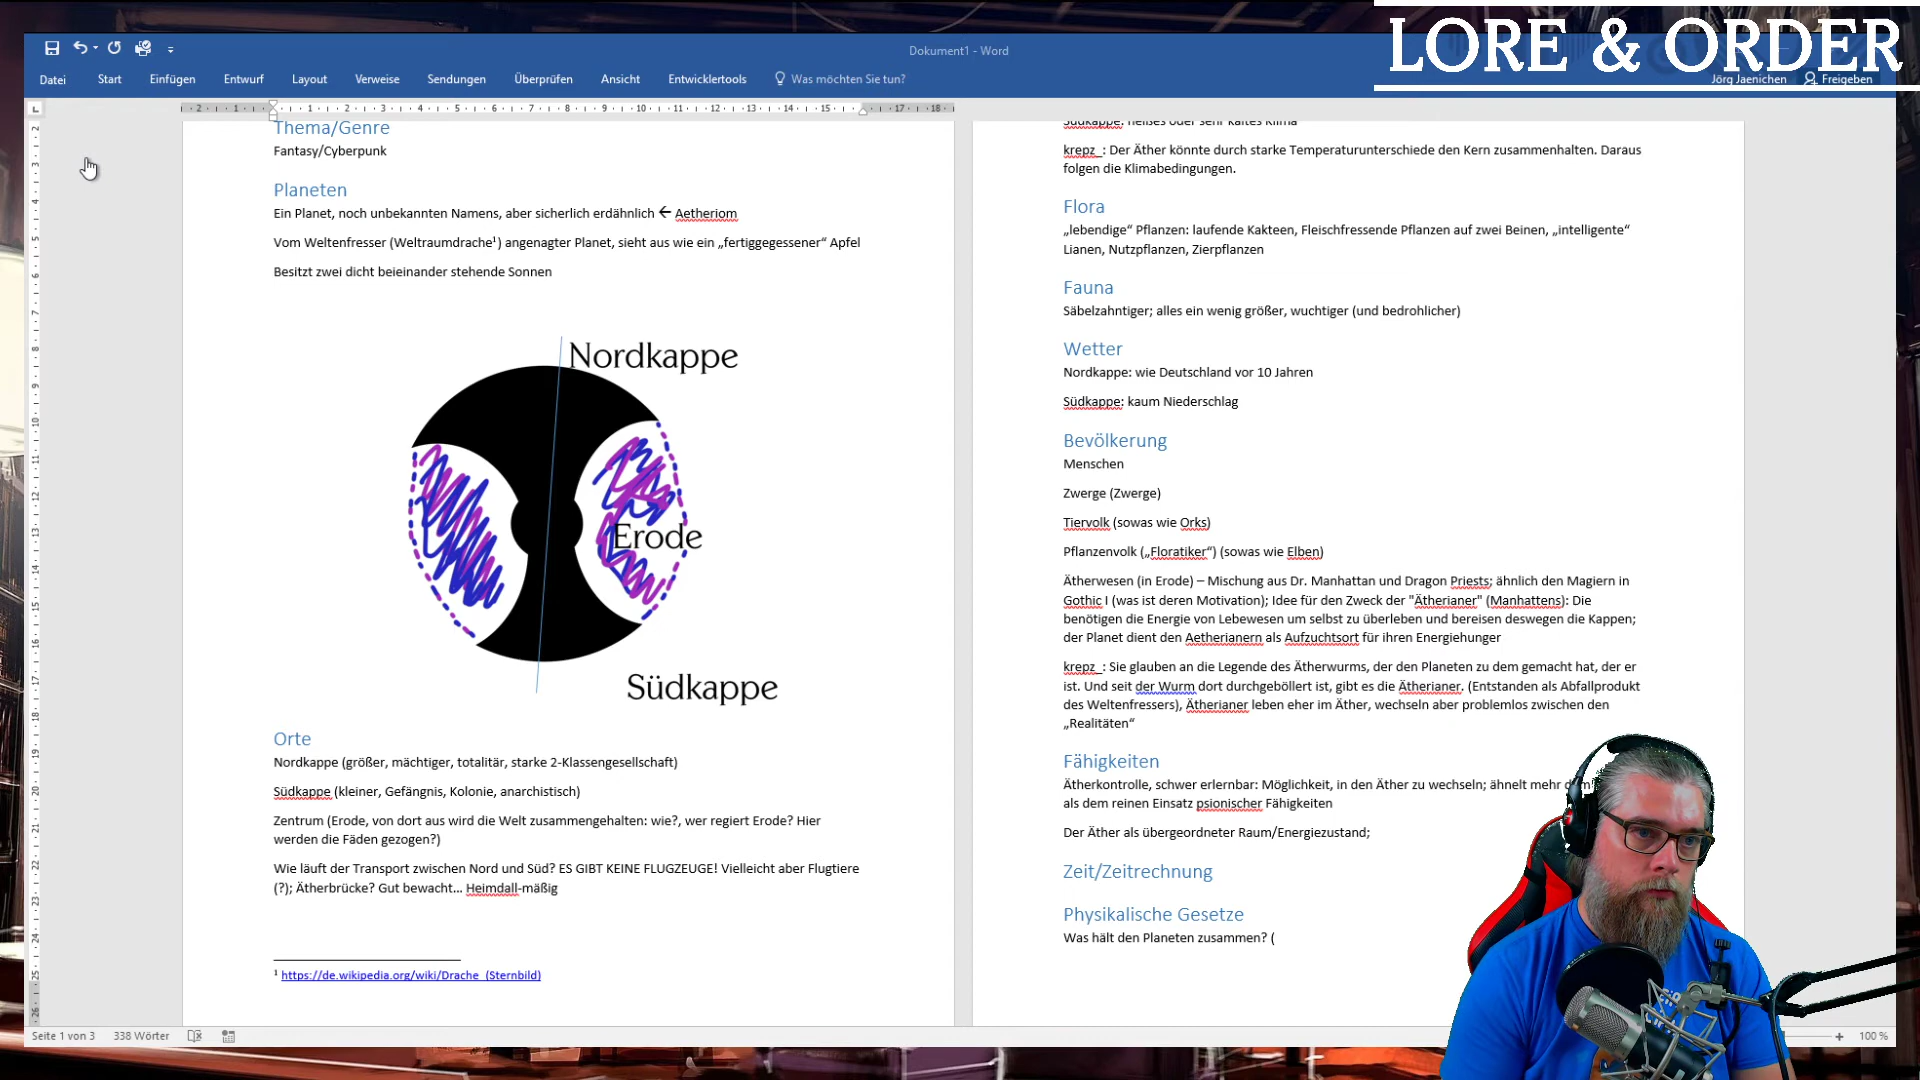 LORE & ORDER
Dokument1 - Word
Datei Start Einfügen Entwurf Layout Verweise Sendungen Überprüfen Ansicht Entwicklertools Was möchten Sie tun? Jörg Jaenichen Freigeben
Thema/Genre
Fantasy/Cyberpunk
Planeten
Ein Planet, noch unbekannten Namens, aber sicherlich erdähnlich ← Aetheriom
Vom Weltenfresser (Weltraumdrache¹) angenagter Planet, sieht aus wie ein „fertiggegessener“ Apfel
Besitzt zwei dicht beieinander stehende Sonnen
Nordkappe
Erode
Südkappe
Orte
Nordkappe (größer, mächtiger, totalitär, starke 2-Klassengesellschaft)
Südkappe (kleiner, Gefängnis, Kolonie, anarchistisch)
Zentrum (Erode, von dort aus wird die Welt zusammengehalten: wie?, wer regiert Erode? Hier
werden die Fäden gezogen?)
Wie läuft der Transport zwischen Nord und Süd? ES GIBT KEINE FLUGZEUGE! Vielleicht aber Flugtiere
(?); Ätherbrücke? Gut bewacht… Heimdall-mäßig
¹ https://de.wikipedia.org/wiki/Drache_(Sternbild)
Südkappe: heißes oder sehr kaltes Klima
krepz_: Der Äther könnte durch starke Temperaturunterschiede den Kern zusammenhalten. Daraus
folgen die Klimabedingungen.
Flora
„lebendige“ Pflanzen: laufende Kakteen, Fleischfressende Pflanzen auf zwei Beinen, „intelligente“
Lianen, Nutzpflanzen, Zierpflanzen
Fauna
Säbelzahntiger; alles ein wenig größer, wuchtiger (und bedrohlicher)
Wetter
Nordkappe: wie Deutschland vor 10 Jahren
Südkappe: kaum Niederschlag
Bevölkerung
Menschen
Zwerge (Zwerge)
Tiervolk (sowas wie Orks)
Pflanzenvolk („Floratiker“) (sowas wie Elben)
Ätherwesen (in Erode) – Mischung aus Dr. Manhattan und Dragon Priests; ähnlich den Magiern in
Gothic I (was ist deren Motivation); Idee für den Zweck der "Ätherianer" (Manhattens): Die
benötigen die Energie von Lebewesen um selbst zu überleben und bereisen deswegen die Kappen;
der Planet dient den Aetherianern als Aufzuchtsort für ihren Energiehunger
krepz_: Sie glauben an die Legende des Ätherwurms, der den Planeten zu dem gemacht hat, der er
ist. Und seit der Wurm dort durchgeböllert ist, gibt es die Ätherianer. (Entstanden als Abfallprodukt
des Weltenfressers), Ätherianer leben eher im Äther, wechseln aber problemlos zwischen den
„Realitäten“
Fähigkeiten
Ätherkontrolle, schwer erlernbar: Möglichkeit, in den Äther zu wechseln; ähnelt mehr
als dem reinen Einsatz psionischer Fähigkeiten
Der Äther als übergeordneter Raum/Energiezustand;
Zeit/Zeitrechnung
Physikalische Gesetze
Was hält den Planeten zusammen? (
Seite 1 von 3 338 Wörter
100 %